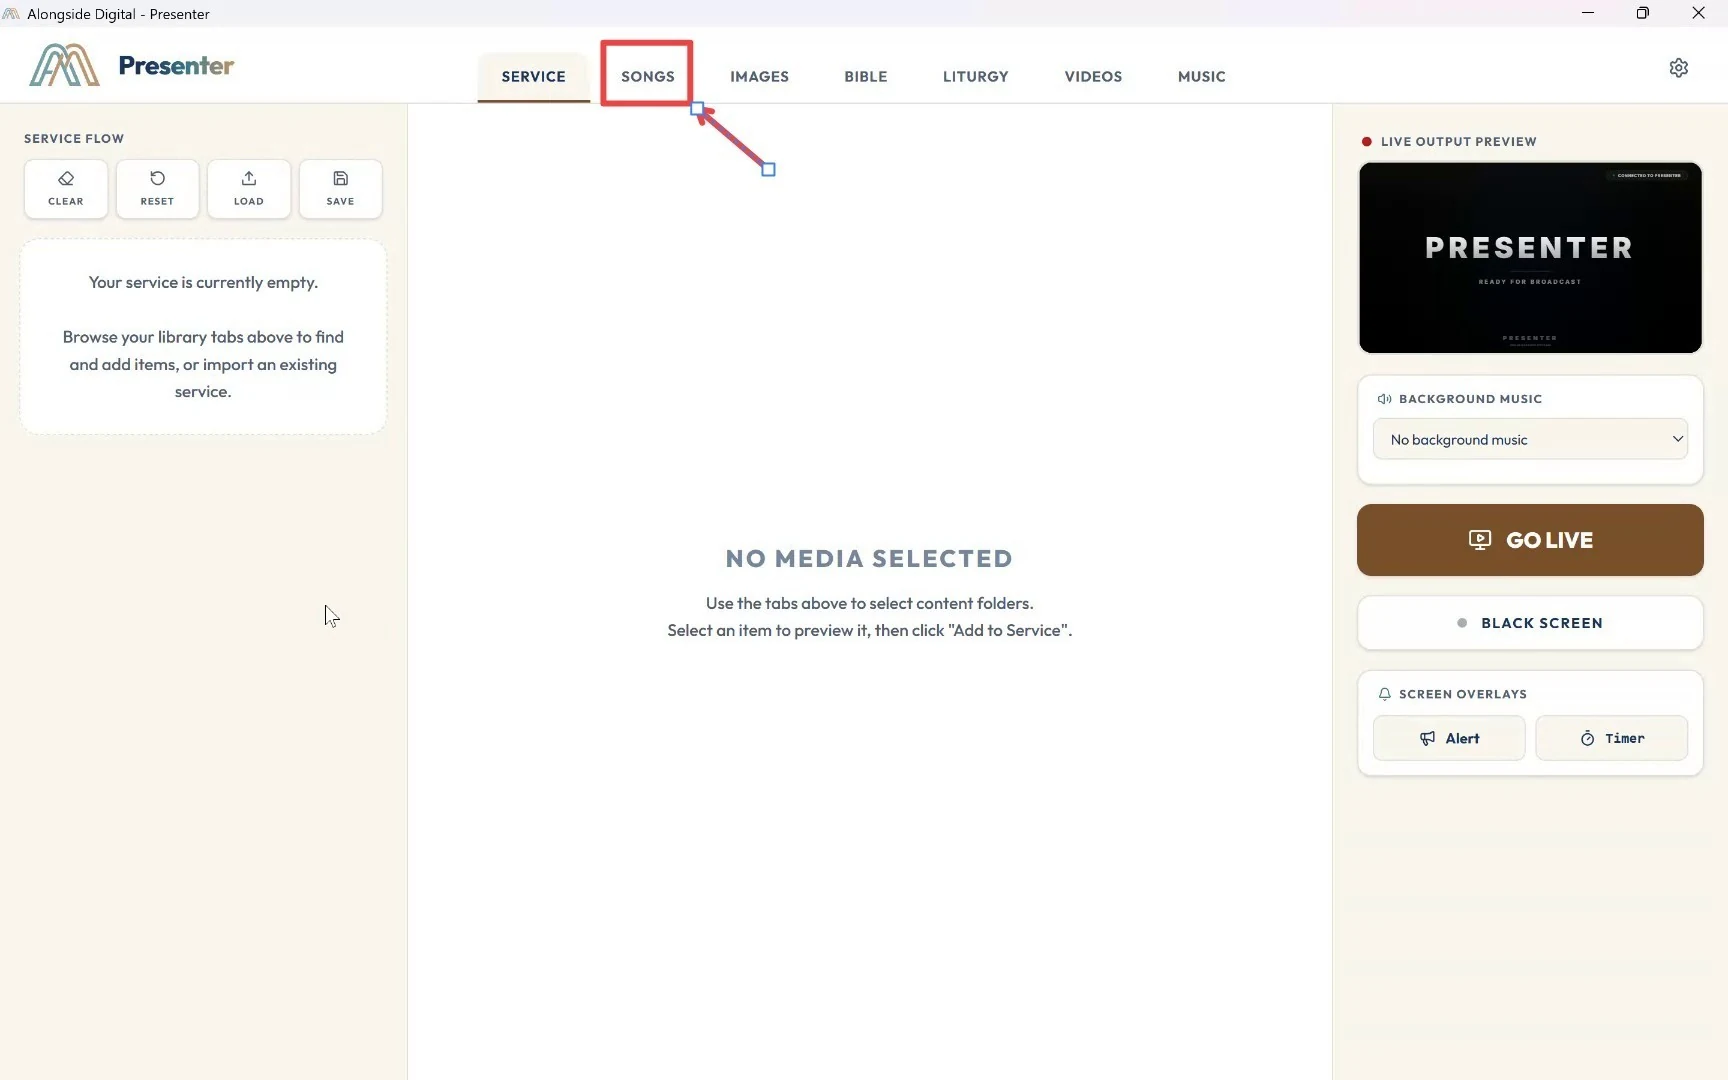 Alongside Digital - Presenter
Presenter
SERVICE
SONGS
IMAGES
BIBLE
LITURGY
VIDEOS
MUSIC
SERVICE FLOW
CLEAR
RESET
LOAD
SAVE
Your service is currently empty.
Browse your library tabs above to find
and add items, or import an existing
service.
NO MEDIA SELECTED
Use the tabs above to select content folders.
Select an item to preview it, then click "Add to Service".
LIVE OUTPUT PREVIEW
CONNECTED TO PRESENTER
PRESENTER
READY FOR BROADCAST
PRESENTER
BACKGROUND MUSIC
No background music
GO LIVE
BLACK SCREEN
SCREEN OVERLAYS
Alert
Timer